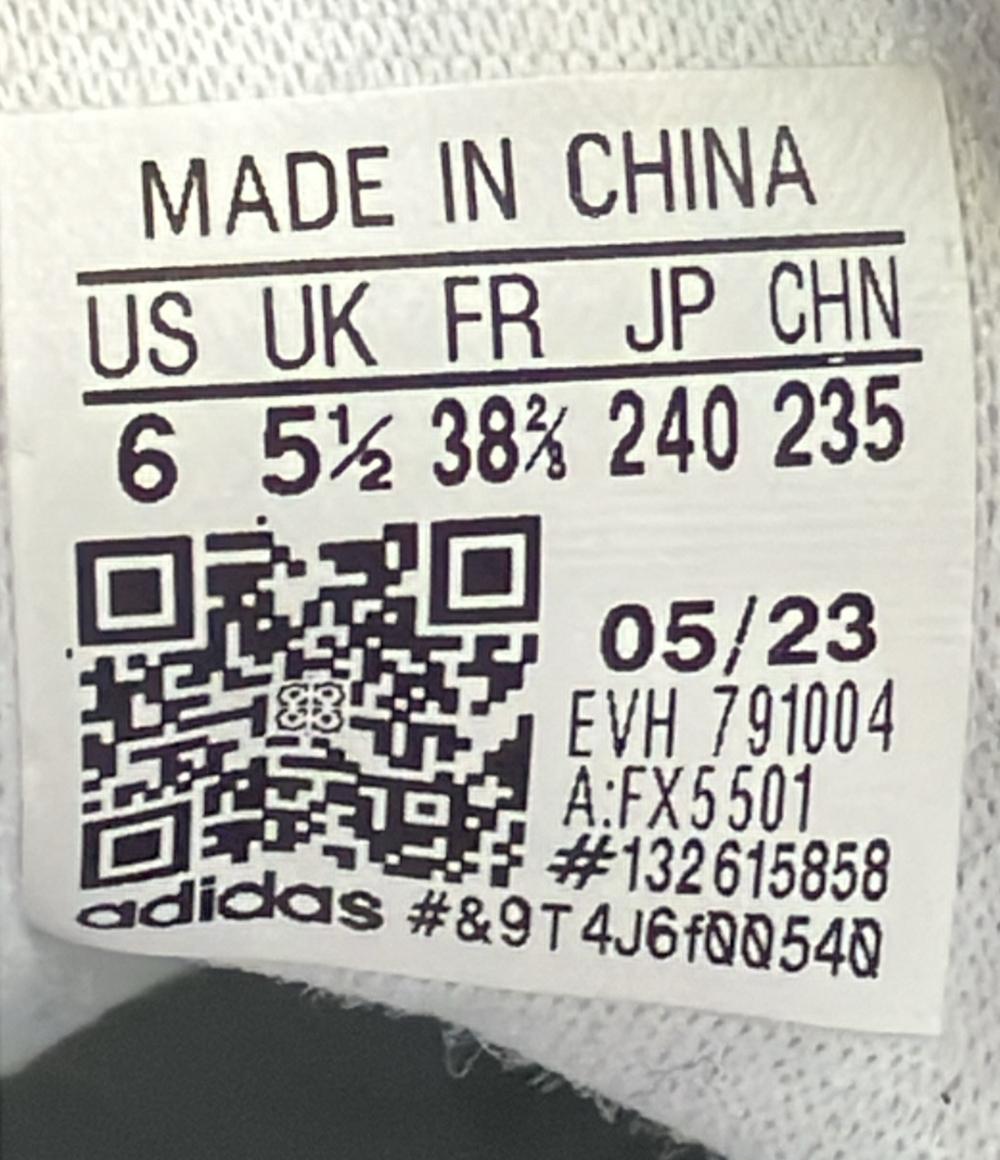 MADE IN CHINA
US UK FR JP CHN
6 5½ 38⅔ 240 235
05/23
EVH 791004
A:FX5501
#132615858
adidas #&9T4J6f00540